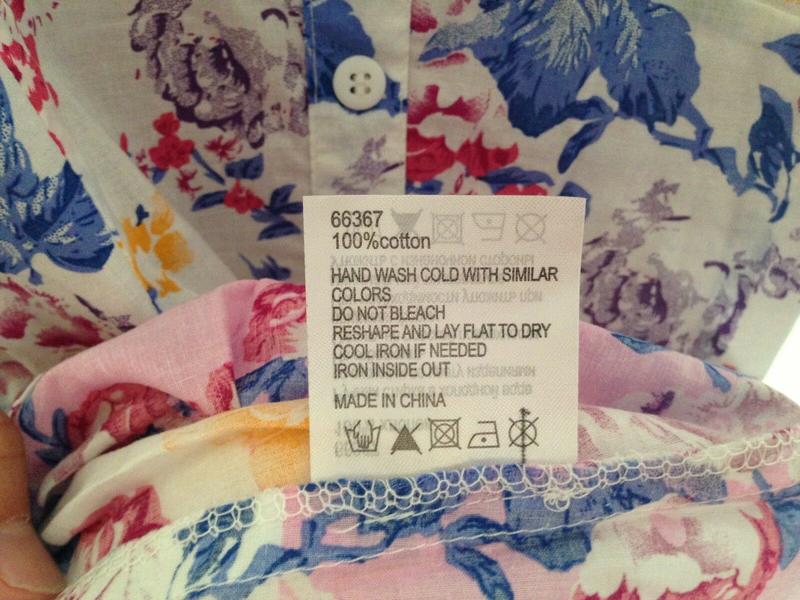 66367
100%cotton
HAND WASH COLD WITH SIMILAR
COLORS
DO NOT BLEACH
RESHAPE AND LAY FLAT TO DRY
COOL IRON IF NEEDED
IRON INSIDE OUT
MADE IN CHINA